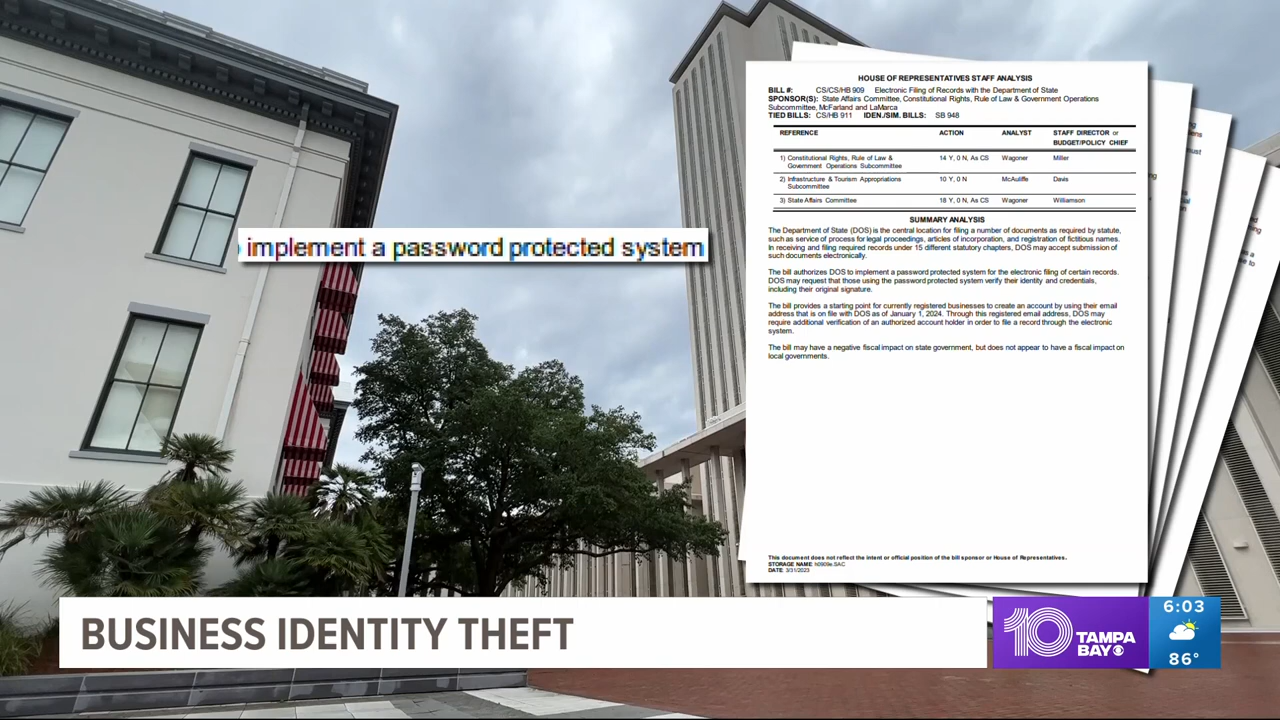 HOUSE OF REPRESENTATIVES STAFF ANALYSIS
BILL #: CS/CS/HB 909 Electronic Filing of Records with the Department of State
SPONSOR(S): State Affairs Committee, Constitutional Rights, Rule of Law & Government Operations
Subcommittee, McFarland and LaMarca
TIED BILLS: CS/HB 911 IDEN./SIM. BILLS: SB 948
REFERENCE ACTION ANALYST STAFF DIRECTOR or
BUDGET/POLICY CHIEF
1) Constitutional Rights, Rule of Law & 14 Y, 0 N, As CS Wagoner Miller
Government Operations Subcommittee
2) Infrastructure & Tourism Appropriations 10 Y, 0 N McAuliffe Davis
Subcommittee
3) State Affairs Committee 18 Y, 0 N, As CS Wagoner Williamson
SUMMARY ANALYSIS
The Department of State (DOS) is the central location for filing a number of documents as required by statute,
such as service of process for legal proceedings, articles of incorporation, and registration of fictitious names.
In receiving and filing required records under 15 different statutory chapters, DOS may accept submission of
such documents electronically.
The bill authorizes DOS to implement a password protected system for the electronic filing of certain records.
DOS may request that those using the password protected system verify their identity and credentials,
including their original signature.
The bill provides a starting point for currently registered businesses to create an account by using their email
address that is on file with DOS as of January 1, 2024. Through this registered email address, DOS may
require additional verification of an authorized account holder in order to file a record through the electronic
system.
The bill may have a negative fiscal impact on state government, but does not appear to have a fiscal impact on
local governments.
This document does not reflect the intent or official position of the bill sponsor or House of Representatives.
STORAGE NAME: h0909e.SAC
DATE: 3/31/2023
implement a password protected system
BUSINESS IDENTITY THEFT
10 TAMPA
BAY
6:03
86°